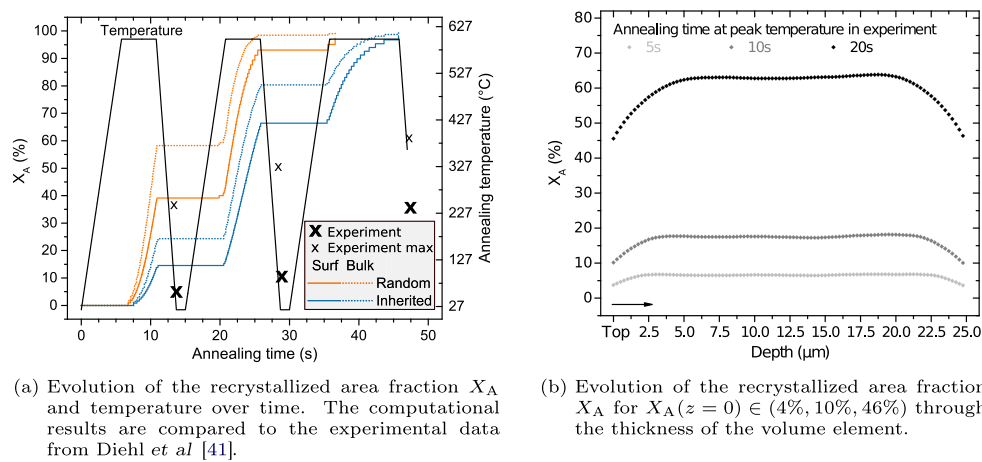 Temperature
100
90
80
70
60
50
40
30
20
10
0
X_A (%)
627
527
427
327
227
127
27
Annealing temperature (°C)
X Experiment
x Experiment max
Surf Bulk
Random
Inherited
0 10 20 30 40 50
Annealing time (s)
(a) Evolution of the recrystallized area fraction X_A
and temperature over time. The computational
results are compared to the experimental data
from Diehl et al [41].
80
70
60
50
40
30
20
10
0
X_A (%)
Annealing time at peak temperature in experiment
5s 10s 20s
Top 2.5 5.0 7.5 10.0 12.5 15.0 17.5 20.0 22.5 25.0
Depth (μm)
(b) Evolution of the recrystallized area fraction
X_A for X_A(z = 0) ∈ (4%, 10%, 46%) through
the thickness of the volume element.